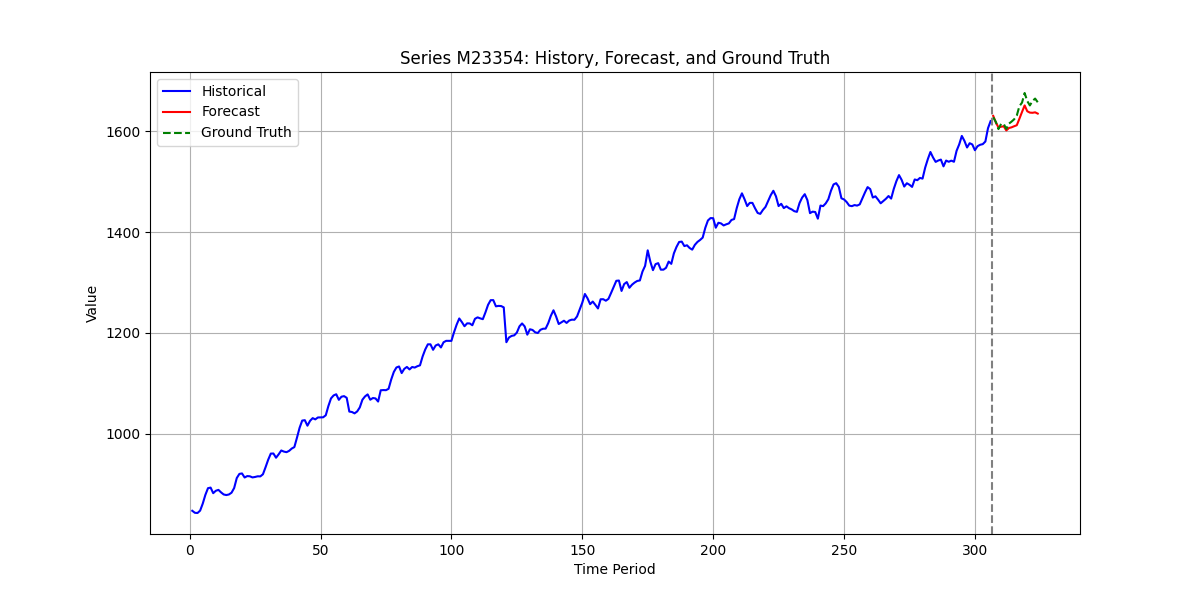 Series M23354: History, Forecast, and Ground Truth
Historical
Forecast
Ground Truth
1600
1400
1200
1000
Value
0 50 100 150 200 250 300
Time Period